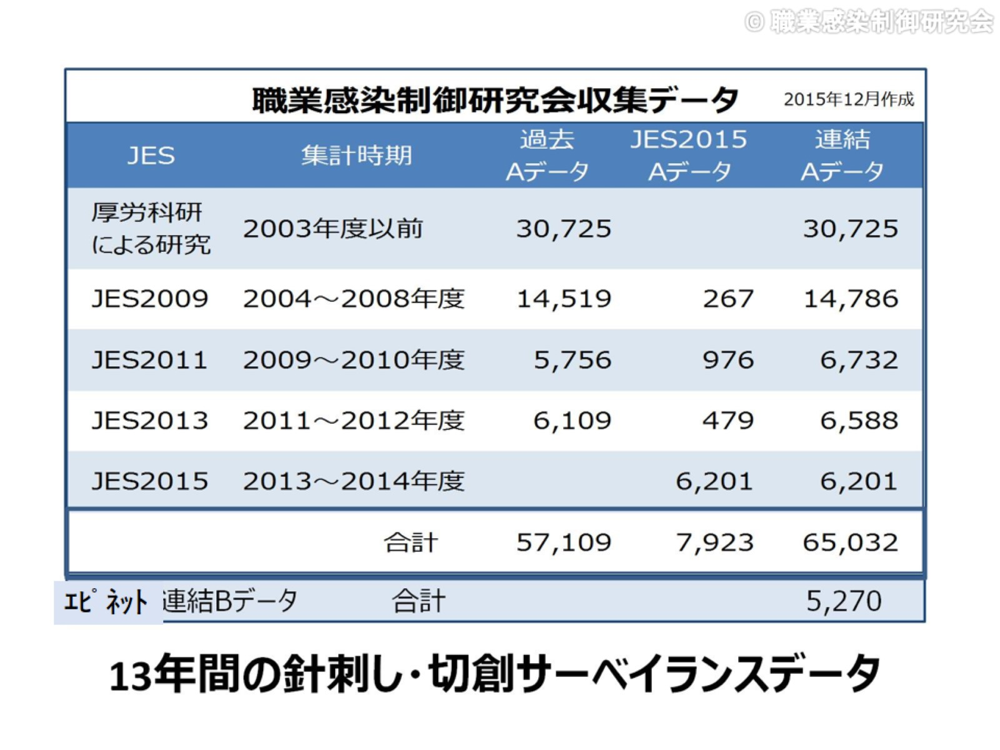 © 職業感染制御研究会
職業感染制御研究会収集データ 2015年12月作成
JES 集計時期 過去 Aデータ JES2015 Aデータ 連結 Aデータ
厚労科研 による研究 2003年度以前 30,725 30,725
JES2009 2004～2008年度 14,519 267 14,786
JES2011 2009～2010年度 5,756 976 6,732
JES2013 2011～2012年度 6,109 479 6,588
JES2015 2013～2014年度 6,201 6,201
合計 57,109 7,923 65,032
ｴﾋﾟﾈｯﾄ 連結Bデータ 合計 5,270
13年間の針刺し・切創サーベイランスデータ